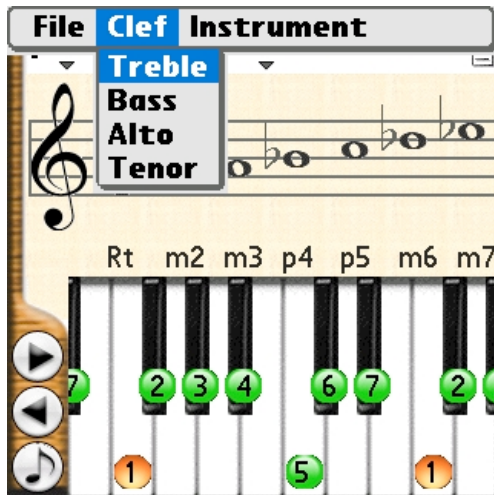 File Clef Instrument
Treble
Bass
Alto
Tenor
Rt m2 m3 p4 p5 m6 m7
7 2 3 4 6 7 2
1 5 1